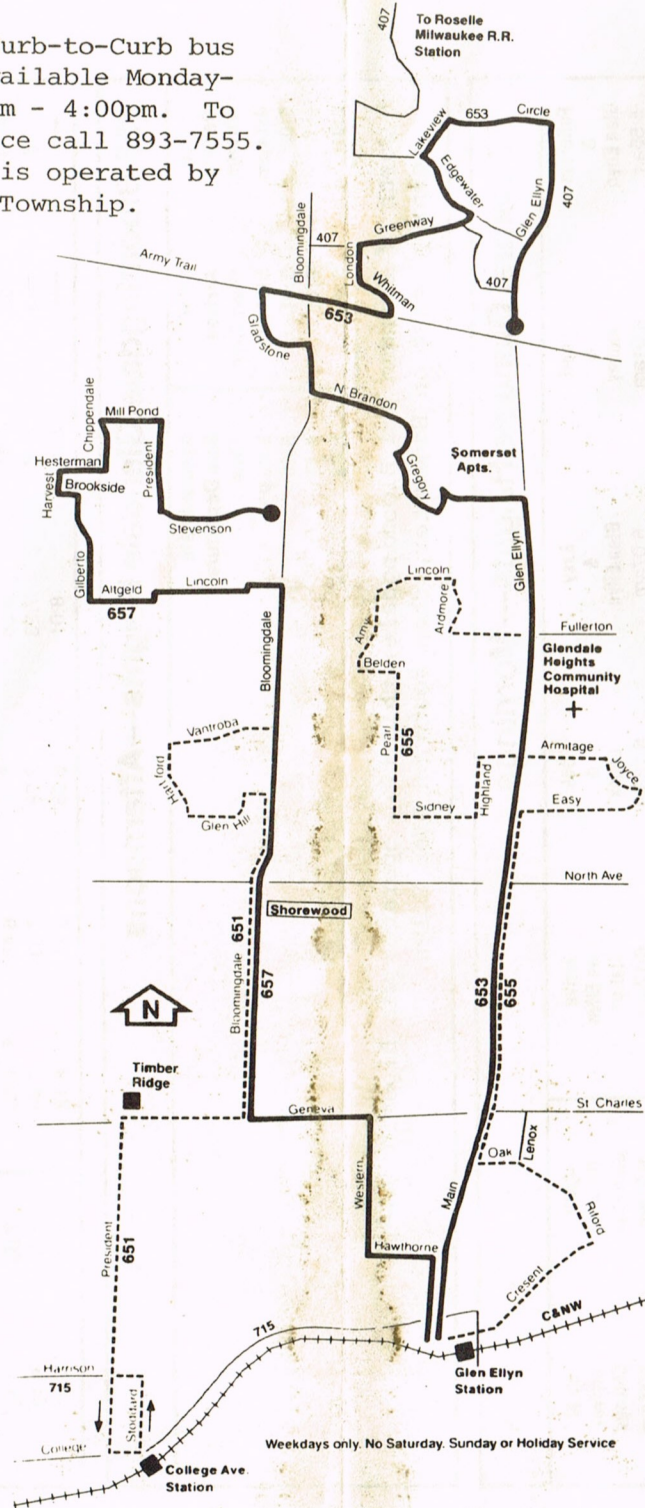 urb-to-Curb bus
ailable Monday-
m - 4:00pm. To
ce call 893-7555.
is operated by
Township.
407
To Roselle
Milwaukee R.R.
Station
Lakeview
653
Circle
Edgewater
Glen Ellyn
407
Greenway
407
Bloomingdale
407
London
Whitman
Army Trail
653
Gladstone
N Brandon
Gregory
Somerset
Apts.
Chippendale
Mill Pond
President
Hesterman
Harvest
Brookside
Stevenson
Gilberto
Altgeld
Lincoln
657
Bloomingdale
Lincoln
Ardmore
Amy
Belden
Pearl
655
Glen Ellyn
Fullerton
Glendale
Heights
Community
Hospital
Vantroba
Hartford
Glen Hill
Sidney
Highland
Armitage
Joyce
Easy
North Ave
Shorewood
651
Bloomingdale
657
653
655
N
Timber
Ridge
Geneva
St Charles
Oak
Lenox
Western
Main
Riford
President
651
Hawthorne
Cresent
C&NW
715
Glen Ellyn
Station
Harrison
715
Stoddard
College
College Ave.
Station
Weekdays only. No Saturday. Sunday or Holiday Service